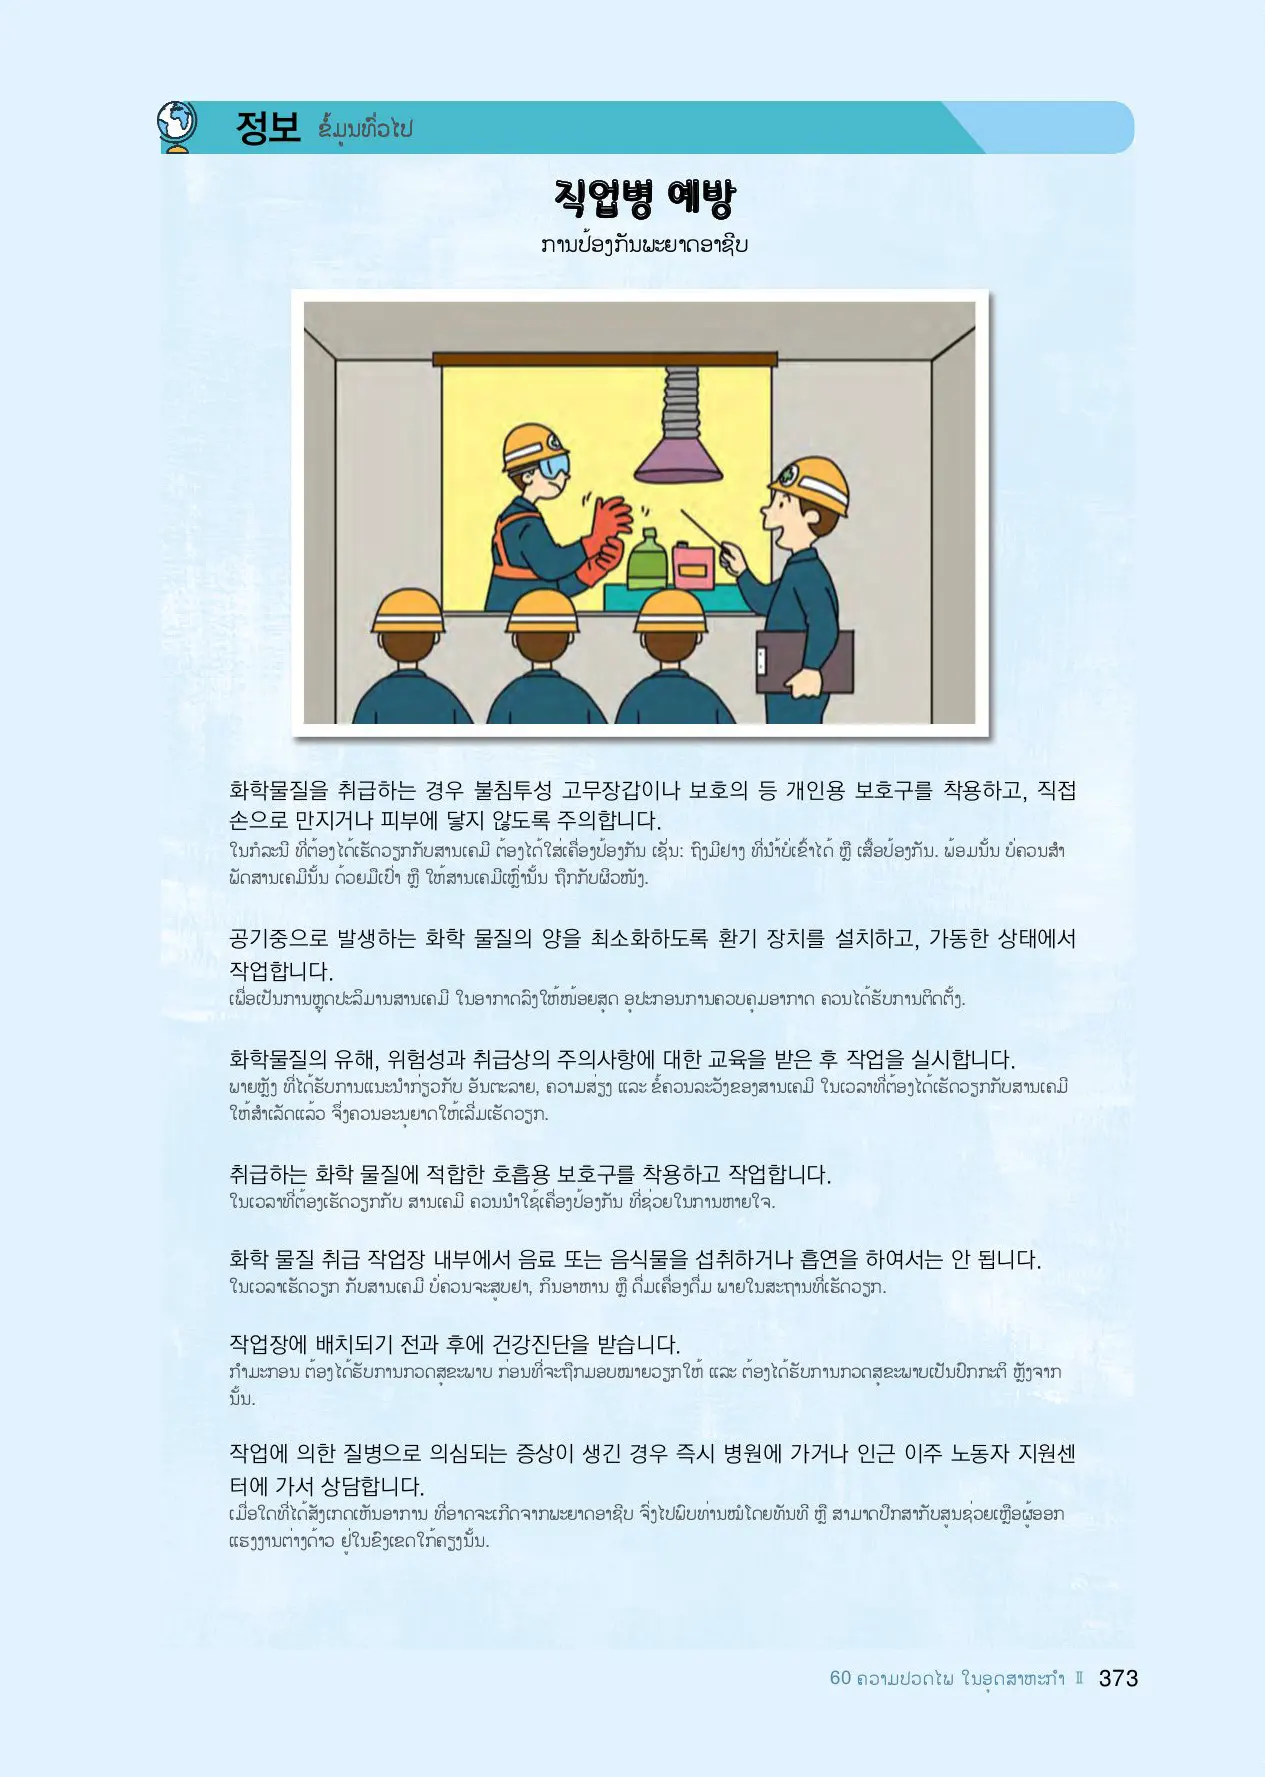 정보 ຂໍ້ມູນທົ່ວໄປ
직업병 예방
ການປ້ອງກັນພະຍາດອາຊີບ
화학물질을 취급하는 경우 불침투성 고무장갑이나 보호의 등 개인용 보호구를 착용하고, 직접
손으로 만지거나 피부에 닿지 않도록 주의합니다.
ໃນກໍລະນີ ທີ່ຕ້ອງໄດ້ເຮັດວຽກກັບສານເຄມີ ຕ້ອງໄດ້ໃສ່ເຄື່ອງປ້ອງກັນ ເຊັ່ນ: ຖົງມືຢາງ ທີ່ນ້ຳບໍ່ເຂົ້າໄດ້ ຫຼື ເສື້ອປ້ອງກັນ. ພ້ອມນັ້ນ ບໍ່ຄວນສຳ
ພັດສານເຄມີນັ້ນ ດ້ວຍມືເປົ່າ ຫຼື ໃຫ້ສານເຄມີເຫຼົ່ານັ້ນ ຖືກກັບຜິວໜັງ.
공기중으로 발생하는 화학 물질의 양을 최소화하도록 환기 장치를 설치하고, 가동한 상태에서
작업합니다.
ເພື່ອເປັນການຫຼຸດປະລິມານສານເຄມີ ໃນອາກາດລົງໃຫ້ໜ້ອຍສຸດ ອຸປະກອນການຄວບຄຸມອາກາດ ຄວນໄດ້ຮັບການຕິດຕັ້ງ.
화학물질의 유해, 위험성과 취급상의 주의사항에 대한 교육을 받은 후 작업을 실시합니다.
ພາຍຫຼັງ ທີ່ໄດ້ຮັບການແນະນຳກ່ຽວກັບ ອັນຕະລາຍ, ຄວາມສ່ຽງ ແລະ ຂໍ້ຄວນລະວັງຂອງສານເຄມີ ໃນເວລາທີ່ຕ້ອງໄດ້ເຮັດວຽກກັບສານເຄມີ
ໃຫ້ສຳເລັດແລ້ວ ຈຶ່ງຄວນອະນຸຍາດໃຫ້ເລີ່ມເຮັດວຽກ.
취급하는 화학 물질에 적합한 호흡용 보호구를 착용하고 작업합니다.
ໃນເວລາທີ່ຕ້ອງເຮັດວຽກກັບ ສານເຄມີ ຄວນນຳໃຊ້ເຄື່ອງປ້ອງກັນ ທີ່ຊ່ວຍໃນການຫາຍໃຈ.
화학 물질 취급 작업장 내부에서 음료 또는 음식물을 섭취하거나 흡연을 하여서는 안 됩니다.
ໃນເວລາເຮັດວຽກ ກັບສານເຄມີ ບໍ່ຄວນຈະສູບຢາ, ກິນອາຫານ ຫຼື ດື່ມເຄື່ອງດື່ມ ພາຍໃນສະຖານທີ່ເຮັດວຽກ.
작업장에 배치되기 전과 후에 건강진단을 받습니다.
ກຳມະກອນ ຕ້ອງໄດ້ຮັບການກວດສຸຂະພາບ ກ່ອນທີ່ຈະຖືກມອບໝາຍວຽກໃຫ້ ແລະ ຕ້ອງໄດ້ຮັບການກວດສຸຂະພາບເປັນປົກກະຕິ ຫຼັງຈາກ
ນັ້ນ.
작업에 의한 질병으로 의심되는 증상이 생긴 경우 즉시 병원에 가거나 인근 이주 노동자 지원센
터에 가서 상담합니다.
ເມື່ອໃດທີ່ໄດ້ສັງເກດເຫັນອາການ ທີ່ອາດຈະເກີດຈາກພະຍາດອາຊີບ ຈົ່ງໄປພົບທ່ານໝໍໂດຍທັນທີ ຫຼື ສາມາດປຶກສາກັບສູນຊ່ວຍເຫຼືອຜູ້ອອກ
ແຮງງານຕ່າງດ້າວ ຢູ່ໃນຂົງເຂດໃກ້ຄຽງນັ້ນ.
60 ຄວາມປອດໄພ ໃນອຸດສາຫະກຳ Ⅱ 373